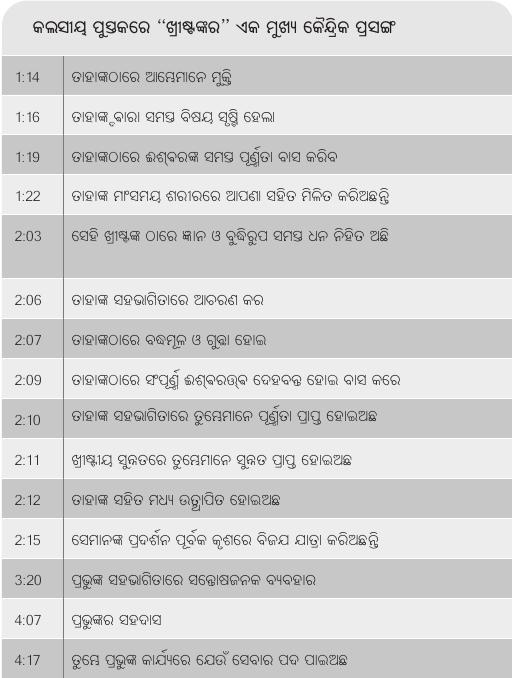 କଲସୀୟ ପୁସ୍ତକରେ “ଖ୍ରୀଷ୍ଟଙ୍କର” ଏକ ମୁଖ୍ୟ କୈନ୍ଦ୍ରିକ ପ୍ରସଙ୍ଗ
1:14 ତାହାଙ୍କଠାରେ ଆମ୍ଭେମାନେ ମୁକ୍ତି
1:16 ତାହାଙ୍କ ଦ୍ଵାରା ସମସ୍ତ ବିଷୟ ସୃଷ୍ଟି ହେଲା
1:19 ତାହାଙ୍କଠାରେ ଈଶ୍ଵରଙ୍କ ସମସ୍ତ ପୂର୍ଣ୍ଣତା ବାସ କରିବ
1:22 ତାହାଙ୍କ ମାଂସମୟ ଶରୀରରେ ଆପଣା ସହିତ ମିଳିତ କରିଅଛନ୍ତି
2:03 ସେହି ଖ୍ରୀଷ୍ଟଙ୍କ ଠାରେ ଜ୍ଞାନ ଓ ବୁଦ୍ଧିରୁପ ସମସ୍ତ ଧନ ନିହିତ ଅଛି
2:06 ତାହାଙ୍କ ସହଭାଗିତାରେ ଆଚରଣ କର
2:07 ତାହାଙ୍କଠାରେ ବଦ୍ଧମୂଳ ଓ ଗୁନ୍ଥା ହୋଇ
2:09 ତାହାଙ୍କଠାରେ ସଂପୂର୍ଣ୍ଣ ଈଶ୍ଵରତ୍ଵ ଦେହବନ୍ତ ହୋଇ ବାସ କରେ
2:10 ତାହାଙ୍କ ସହଭାଗିତାରେ ତୁମ୍ଭେମାନେ ପୂର୍ଣ୍ଣତା ପ୍ରାପ୍ତ ହୋଇଅଛ
2:11 ଖ୍ରୀଷ୍ଟୀୟ ସୁନ୍ନତରେ ତୁମ୍ଭେମାନେ ସୁନ୍ନତ ପ୍ରାପ୍ତ ହୋଇଅଛ
2:12 ତାହାଙ୍କ ସହିତ ମଧ୍ୟ ଉତ୍ଥାପିତ ହୋଇଅଛ
2:15 ସେମାନଙ୍କ ପ୍ରଦର୍ଶନ ପୂର୍ବକ କୃଶରେ ବିଜଯ ଯାତ୍ରା କରିଅଛନ୍ତି
3:20 ପ୍ରଭୁଙ୍କ ସହଭାଗିତାରେ ସନ୍ତୋଷଜନକ ବ୍ୟବହାର
4:07 ପ୍ରଭୁଙ୍କର ସହଦାସ
4:17 ତୁମ୍ଭେ ପ୍ରଭୁଙ୍କ କାର୍ଯ୍ୟରେ ଯେଉଁ ସେବାର ପଦ ପାଇଅଛ